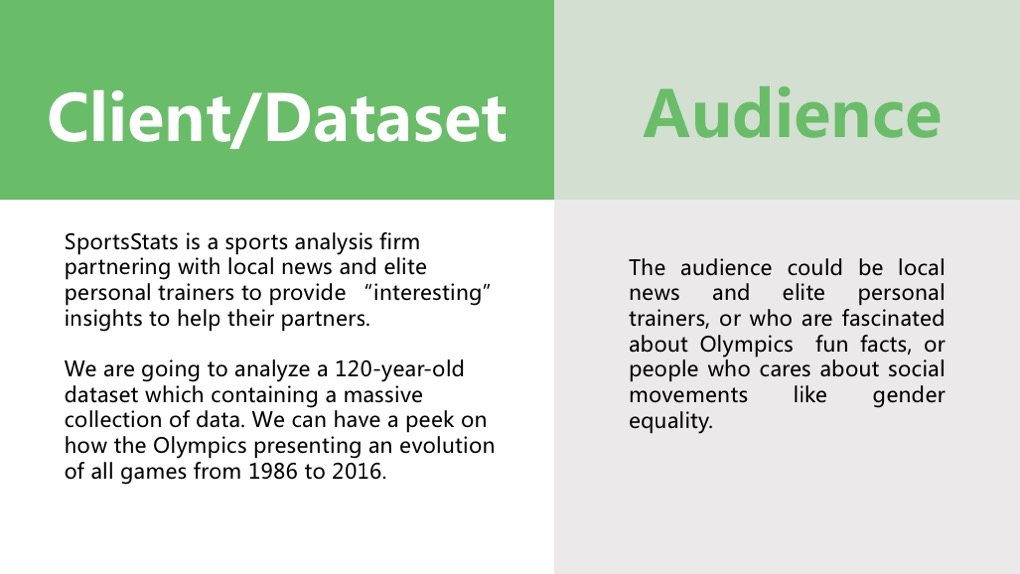 Client/Dataset
SportsStats is a sports analysis firm
partnering with local news and elite
personal trainers to provide “interesting”
insights to help their partners.
We are going to analyze a 120-year-old
dataset which containing a massive
collection of data. We can have a peek on
how the Olympics presenting an evolution
of all games from 1986 to 2016.
Audience
The audience could be local
news and elite personal
trainers, or who are fascinated
about Olympics fun facts, or
people who cares about social
movements like gender
equality.